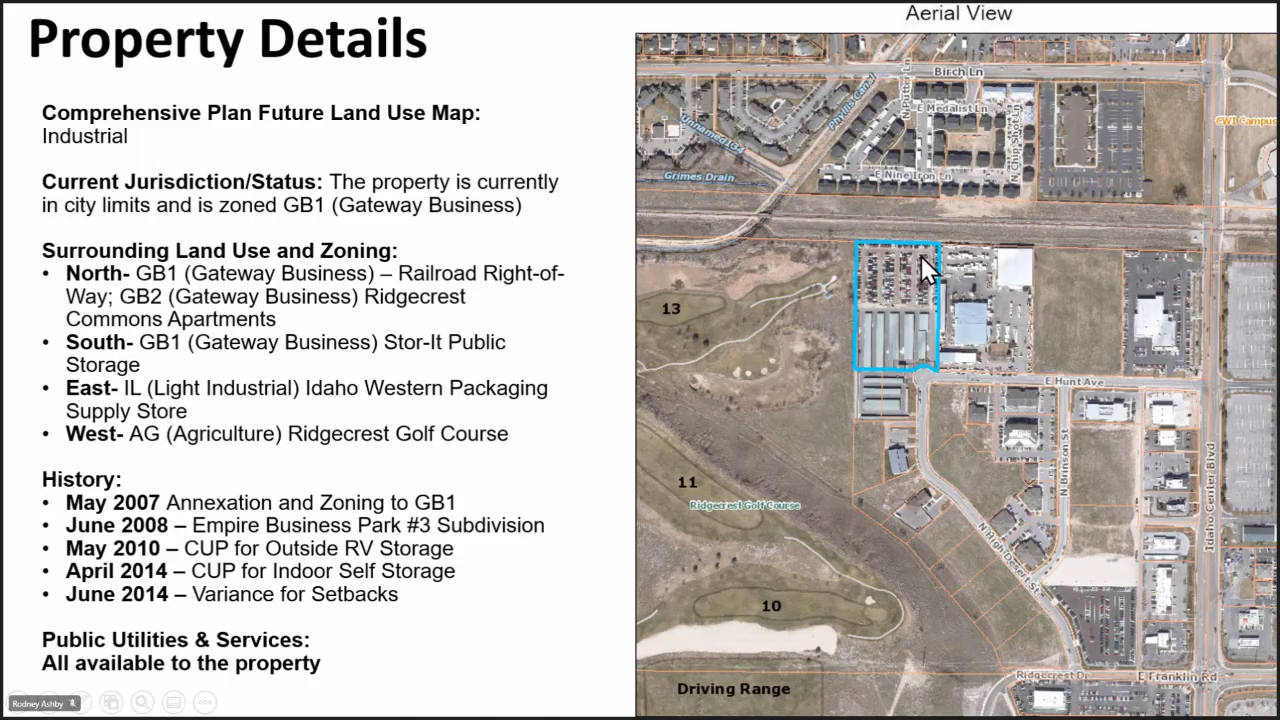 Property Details
Comprehensive Plan Future Land Use Map:
Industrial
Current Jurisdiction/Status: The property is currently
in city limits and is zoned GB1 (Gateway Business)
Surrounding Land Use and Zoning:
• North- GB1 (Gateway Business) – Railroad Right-of-
Way; GB2 (Gateway Business) Ridgecrest
Commons Apartments
• South- GB1 (Gateway Business) Stor-It Public
Storage
• East- IL (Light Industrial) Idaho Western Packaging
Supply Store
• West- AG (Agriculture) Ridgecrest Golf Course
History:
• May 2007 Annexation and Zoning to GB1
• June 2008 – Empire Business Park #3 Subdivision
• May 2010 – CUP for Outside RV Storage
• April 2014 – CUP for Indoor Self Storage
• June 2014 – Variance for Setbacks
Public Utilities & Services:
All available to the property
Rodney Ashby
Aerial View
Birch Ln
N Putter Ln
E Medalist Ln
Phyllis Canal
N Chip Shot Ln
CWI Campus
Grimes Drain
E Nine Iron Ln
13
E Hunt Ave
11
Ridgecrest Golf Course
N Brinson St
Idaho Center Blvd
N High Desert St
10
Driving Range
Ridgecrest D
E Franklin Rd